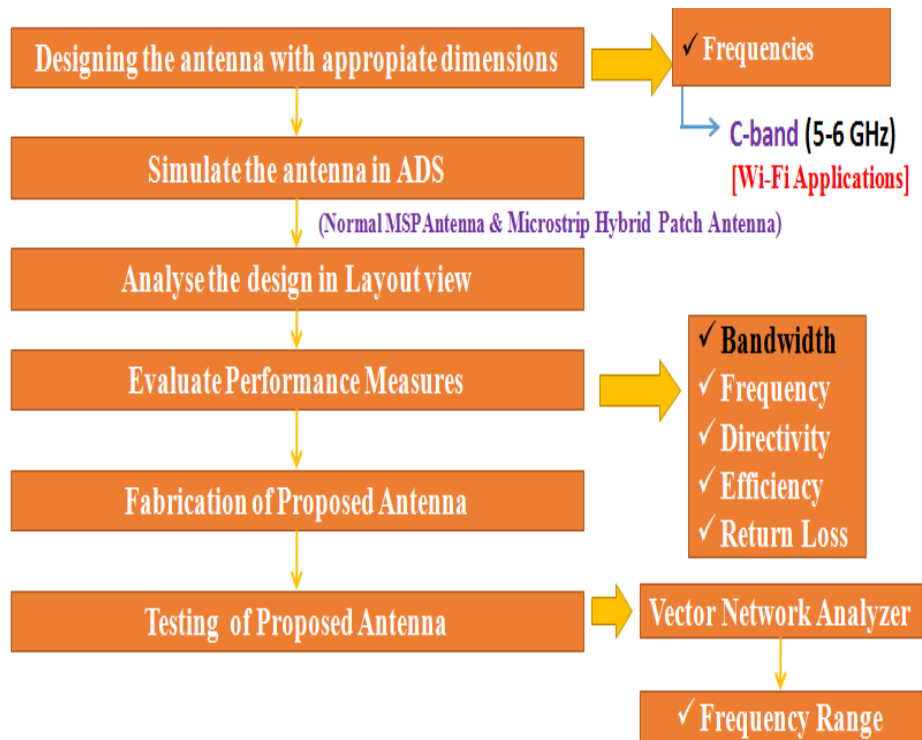 Designing the antenna with appropiate dimensions
✓ Frequencies
C-band (5-6 GHz)
[Wi-Fi Applications]
Simulate the antenna in ADS
(Normal MSP Antenna & Microstrip Hybrid Patch Antenna)
Analyse the design in Layout view
Evaluate Performance Measures
✓ Bandwidth
✓ Frequency
✓ Directivity
✓ Efficiency
✓ Return Loss
Fabrication of Proposed Antenna
Testing of Proposed Antenna
Vector Network Analyzer
✓ Frequency Range